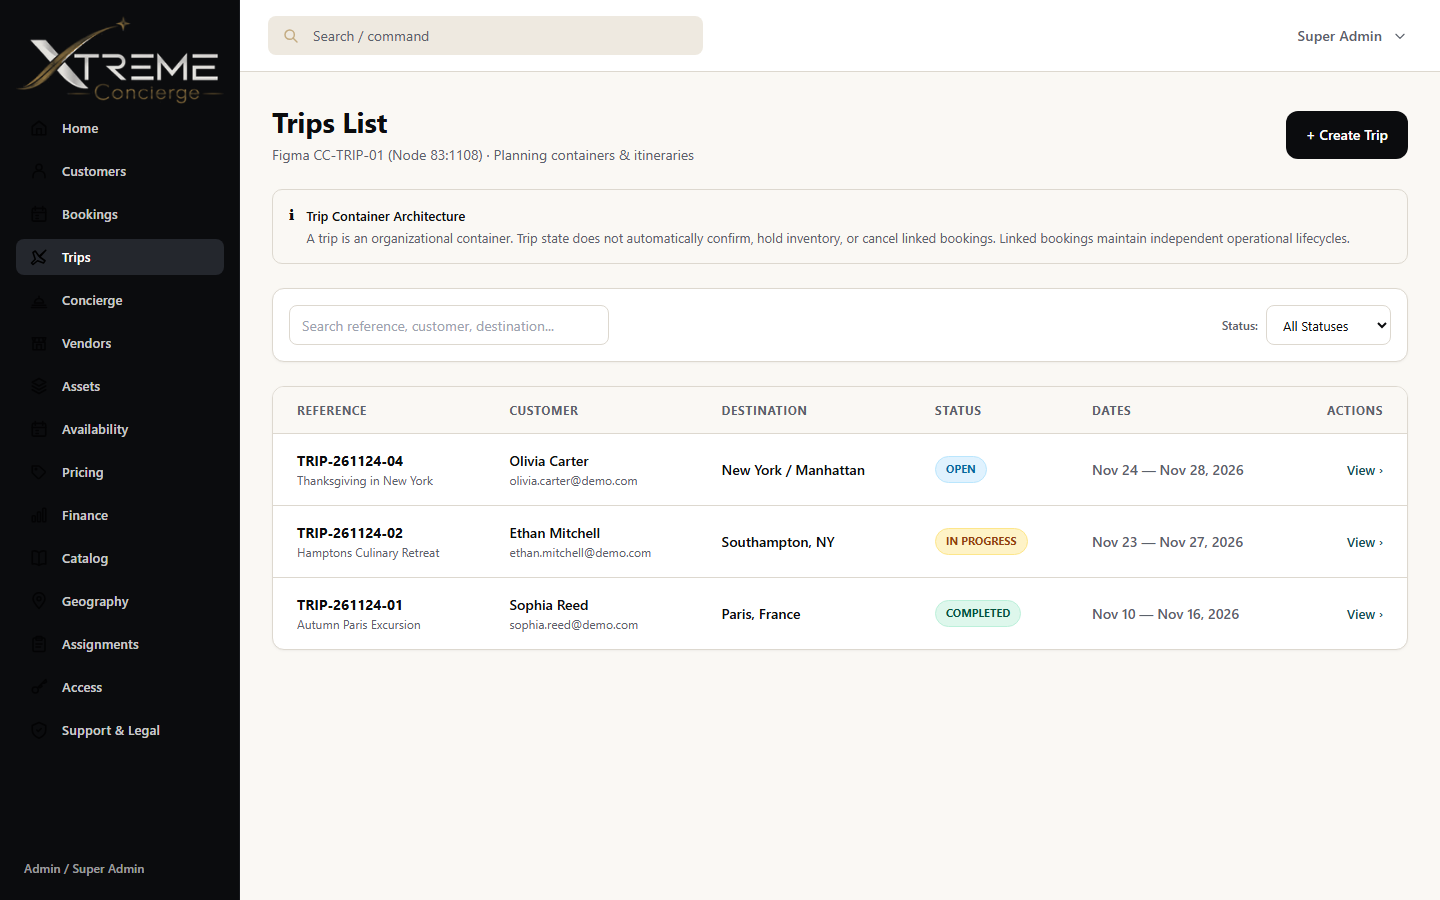 XTREME
Concierge
Home
Customers
Bookings
Trips
Concierge
Vendors
Assets
Availability
Pricing
Finance
Catalog
Geography
Assignments
Access
Support & Legal
Admin / Super Admin
Search / command
Super Admin
Trips List
Figma CC-TRIP-01 (Node 83:1108) · Planning containers & itineraries
+ Create Trip
Trip Container Architecture
A trip is an organizational container. Trip state does not automatically confirm, hold inventory, or cancel linked bookings. Linked bookings maintain independent operational lifecycles.
Search reference, customer, destination...
Status: All Statuses
REFERENCE CUSTOMER DESTINATION STATUS DATES ACTIONS
TRIP-261124-04 Olivia Carter New York / Manhattan OPEN Nov 24 — Nov 28, 2026 View ›
Thanksgiving in New York olivia.carter@demo.com
TRIP-261124-02 Ethan Mitchell Southampton, NY IN PROGRESS Nov 23 — Nov 27, 2026 View ›
Hamptons Culinary Retreat ethan.mitchell@demo.com
TRIP-261124-01 Sophia Reed Paris, France COMPLETED Nov 10 — Nov 16, 2026 View ›
Autumn Paris Excursion sophia.reed@demo.com